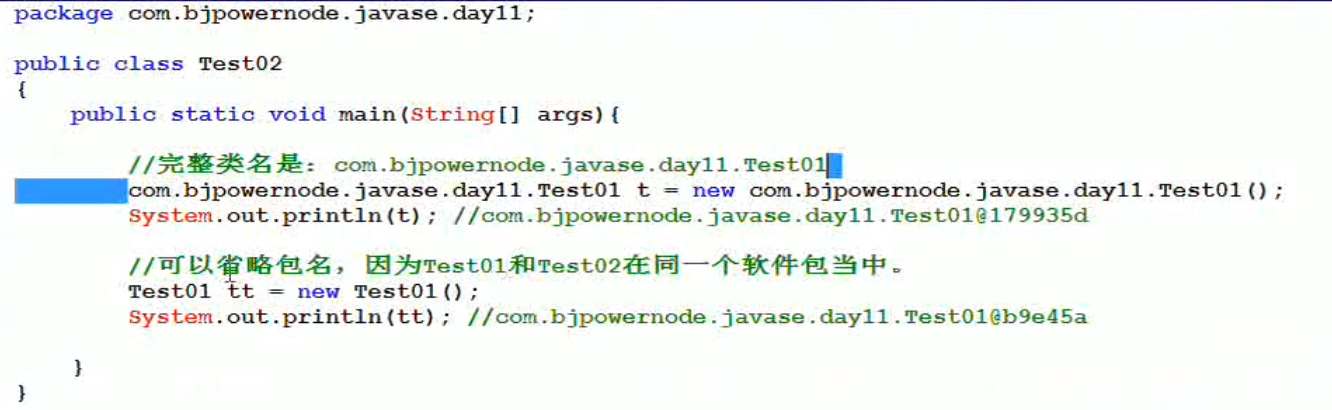 package com.bjpowernode.javase.day11;
public class Test02
{
public static void main(String[] args){
//完整类名是：com.bjpowernode.javase.day11.Test01
com.bjpowernode.javase.day11.Test01 t = new com.bjpowernode.javase.day11.Test01();
System.out.println(t); //com.bjpowernode.javase.day11.Test01@179935d
//可以省略包名，因为Test01和Test02在同一个软件包当中。
Test01 tt = new Test01();
System.out.println(tt); //com.bjpowernode.javase.day11.Test01@b9e45a
}
}